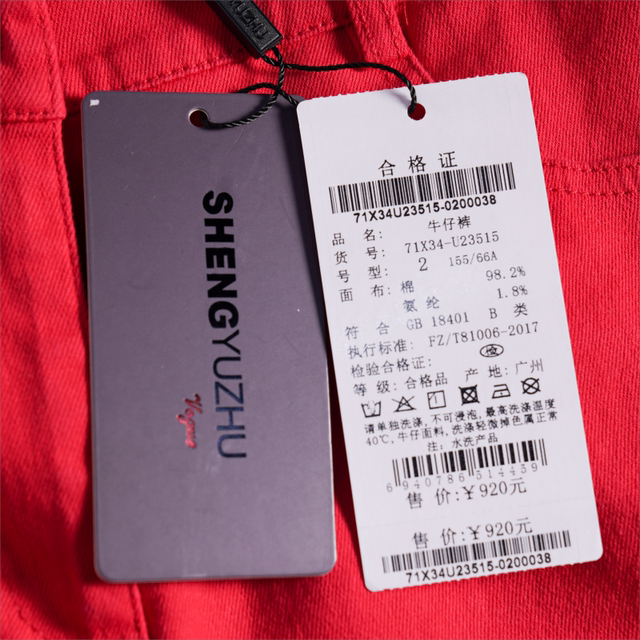 SHENGYUZHU
Vigor
合格证
71X34U23515-0200038
品 名: 牛仔裤
货 号: 71X34-U23515
号 型: 2 155/66A
面 布: 棉 98.2%
氨纶 1.8%
符 合 GB 18401 B 类
执行标准: FZ/T81006-2017
检验合格证: 检
等 级: 合格品 产 地: 广州
请单独洗涤,不可浸泡,最高洗涤温度
40℃,牛仔面料,洗涤轻微掉色属正常
注: 水洗产品
6940786514439
售 价:¥920元
售 价:¥920元
71X34U23515-0200038